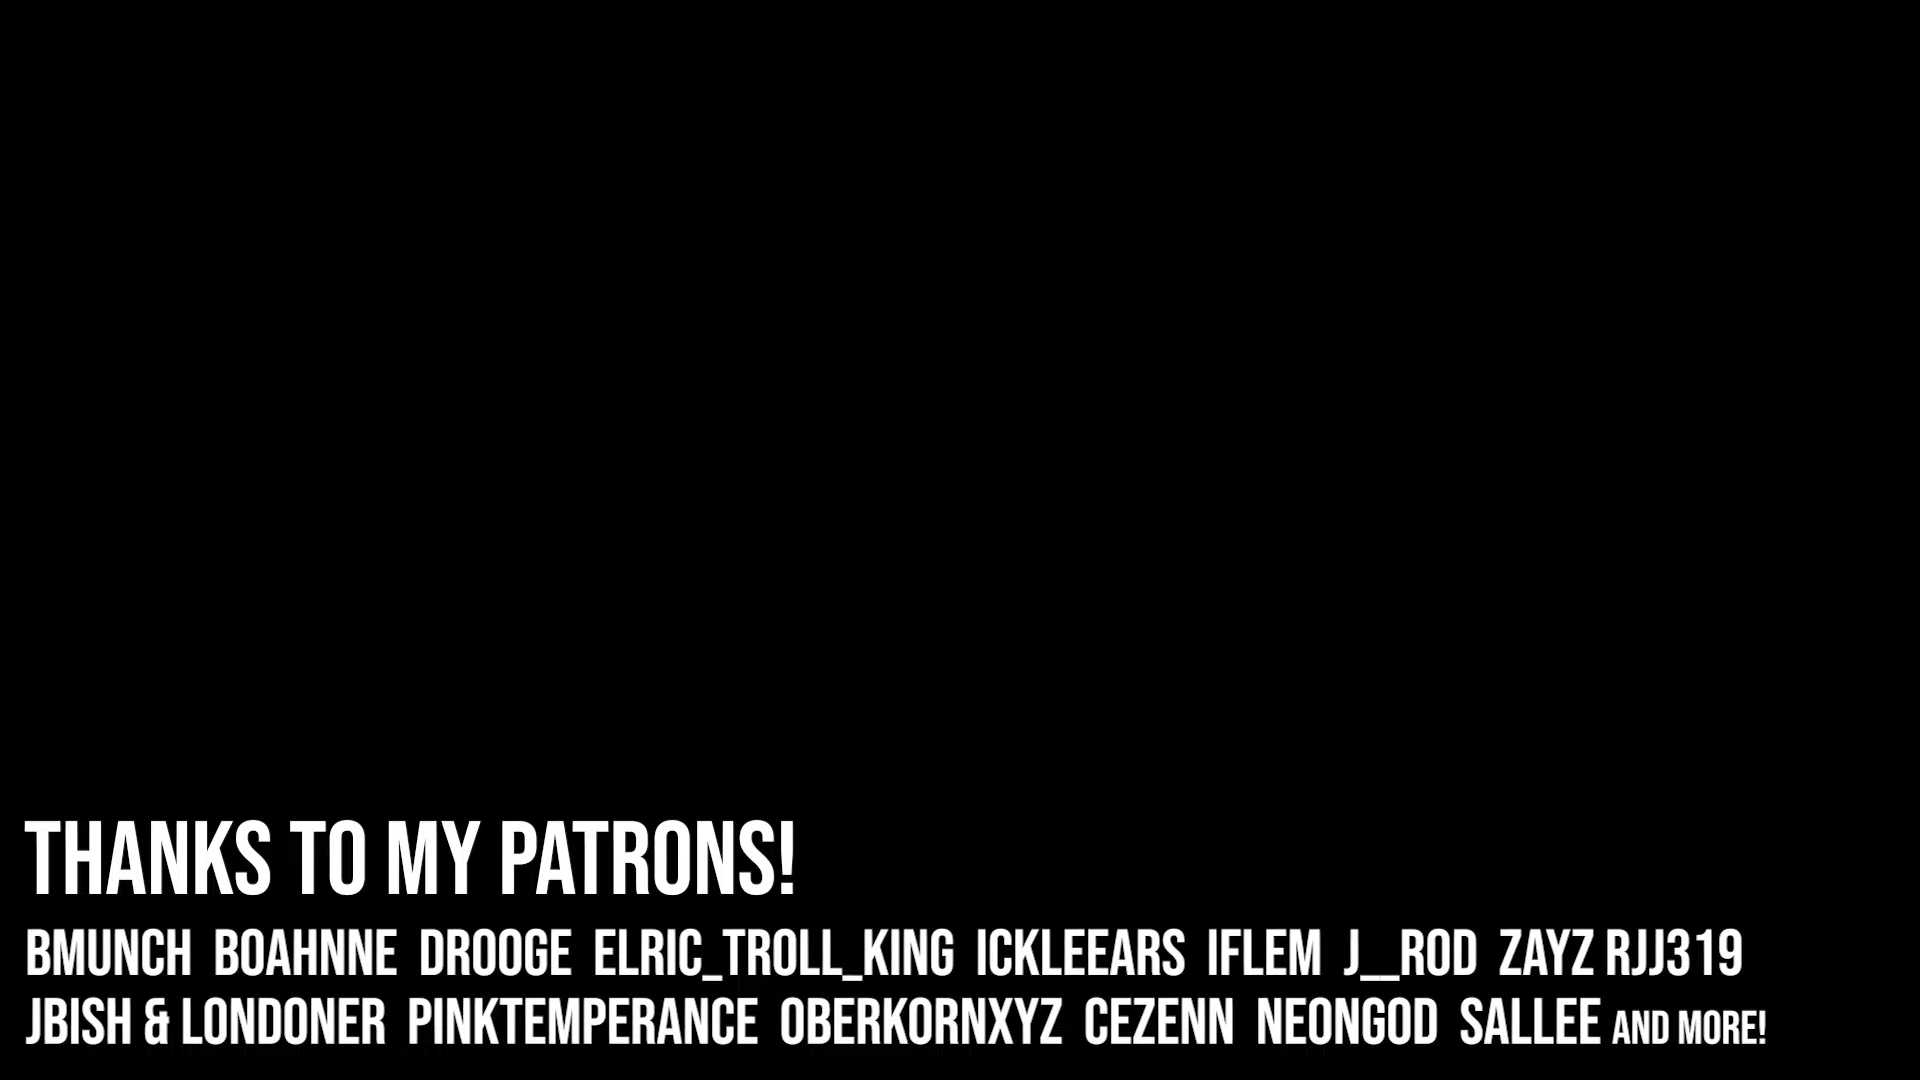 THANKS TO MY PATRONS!
BMUNCH BOAHNNE DROOGE ELRIC_TROLL_KING ICKLEEARS IFLEM J__ROD ZAYZ RJJ319
JBISH & LONDONER PINKTEMPERANCE OBERKORNXYZ CEZENN NEONGOD SALLEE AND MORE!